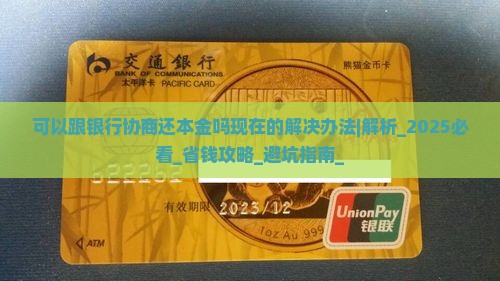 交通銀行
BANK OF COMMUNICATIONS
太平洋卡 PACIFIC CARD
熊猫金币卡
可以跟银行协商还本金吗现在的解决办法|解析_2025必
看_省钱攻略_避坑指南_
622252
有效期限 2023/12
1oz Au .999
ATM
UnionPay
银联